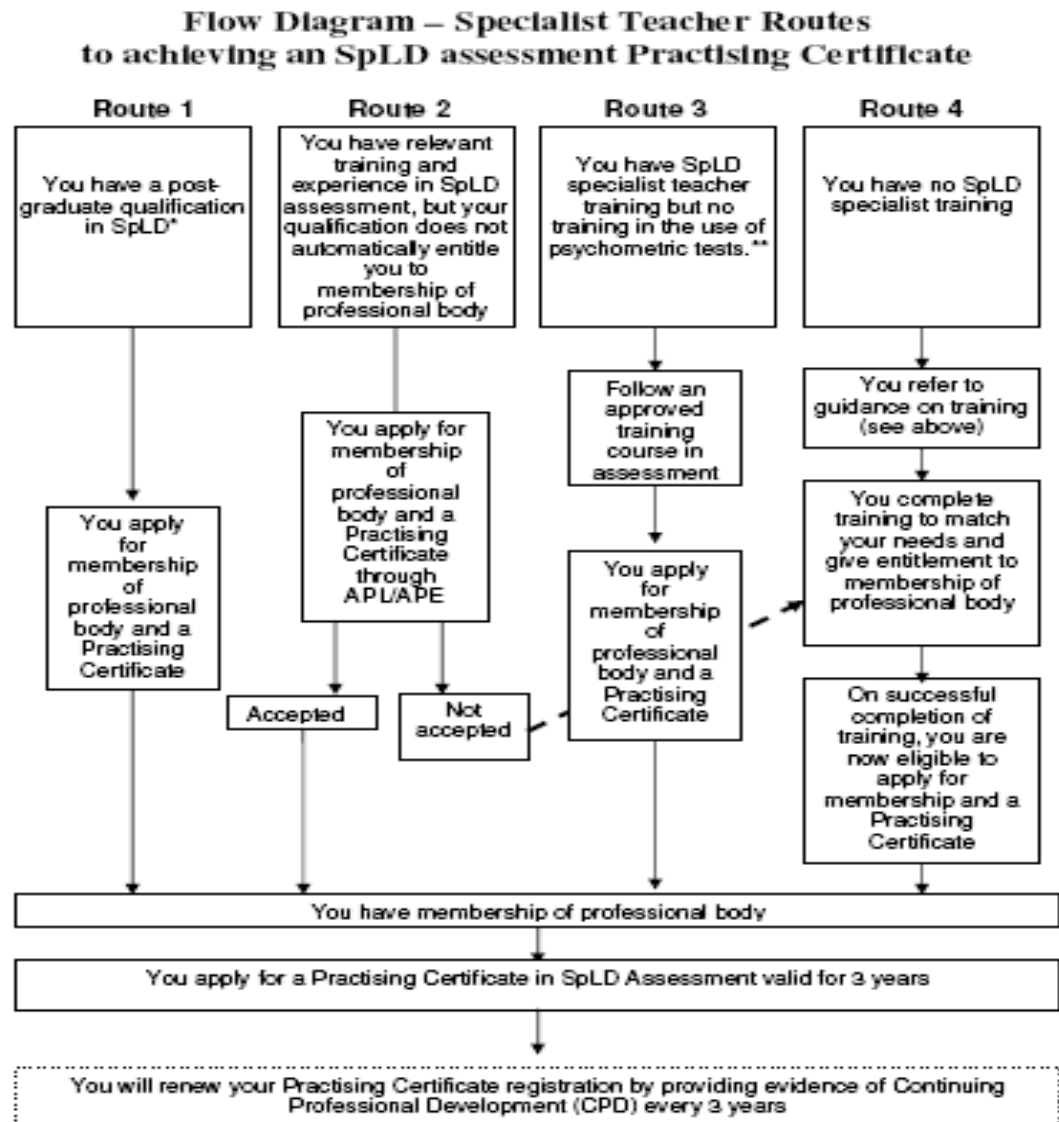 Flow Diagram – Specialist Teacher Routes
to achieving an SpLD assessment Practising Certificate
Route 1
You have a post-
graduate qualification
in SpLD*
You apply
for
membership
of
professional
body and a
Practising
Certificate
Route 2
You have relevant
training and
experience in SpLD
assessment, but your
qualification does not
automatically entitle
you to
membership of
professional body
You apply for
membership
of
professional
body and a
Practising
Certificate
through
APL/APE
Accepted
Not
accepted
Route 3
You have SpLD
specialist teacher
training but no
training in the use of
psychometric tests.**
Follow an
approved
training
course in
assessment
You apply
for
membership
of
professional
body and a
Practising
Certificate
Route 4
You have no SpLD
specialist training
You refer to
guidance on training
(see above)
You complete
training to match
your needs and
give entitlement to
membership of
professional body
On successful
completion of
training, you are
now eligible to
apply for
membership and a
Practising
Certificate
You have membership of professional body
You apply for a Practising Certificate in SpLD Assessment valid for 3 years
You will renew your Practising Certificate registration by providing evidence of Continuing
Professional Development (CPD) every 3 years